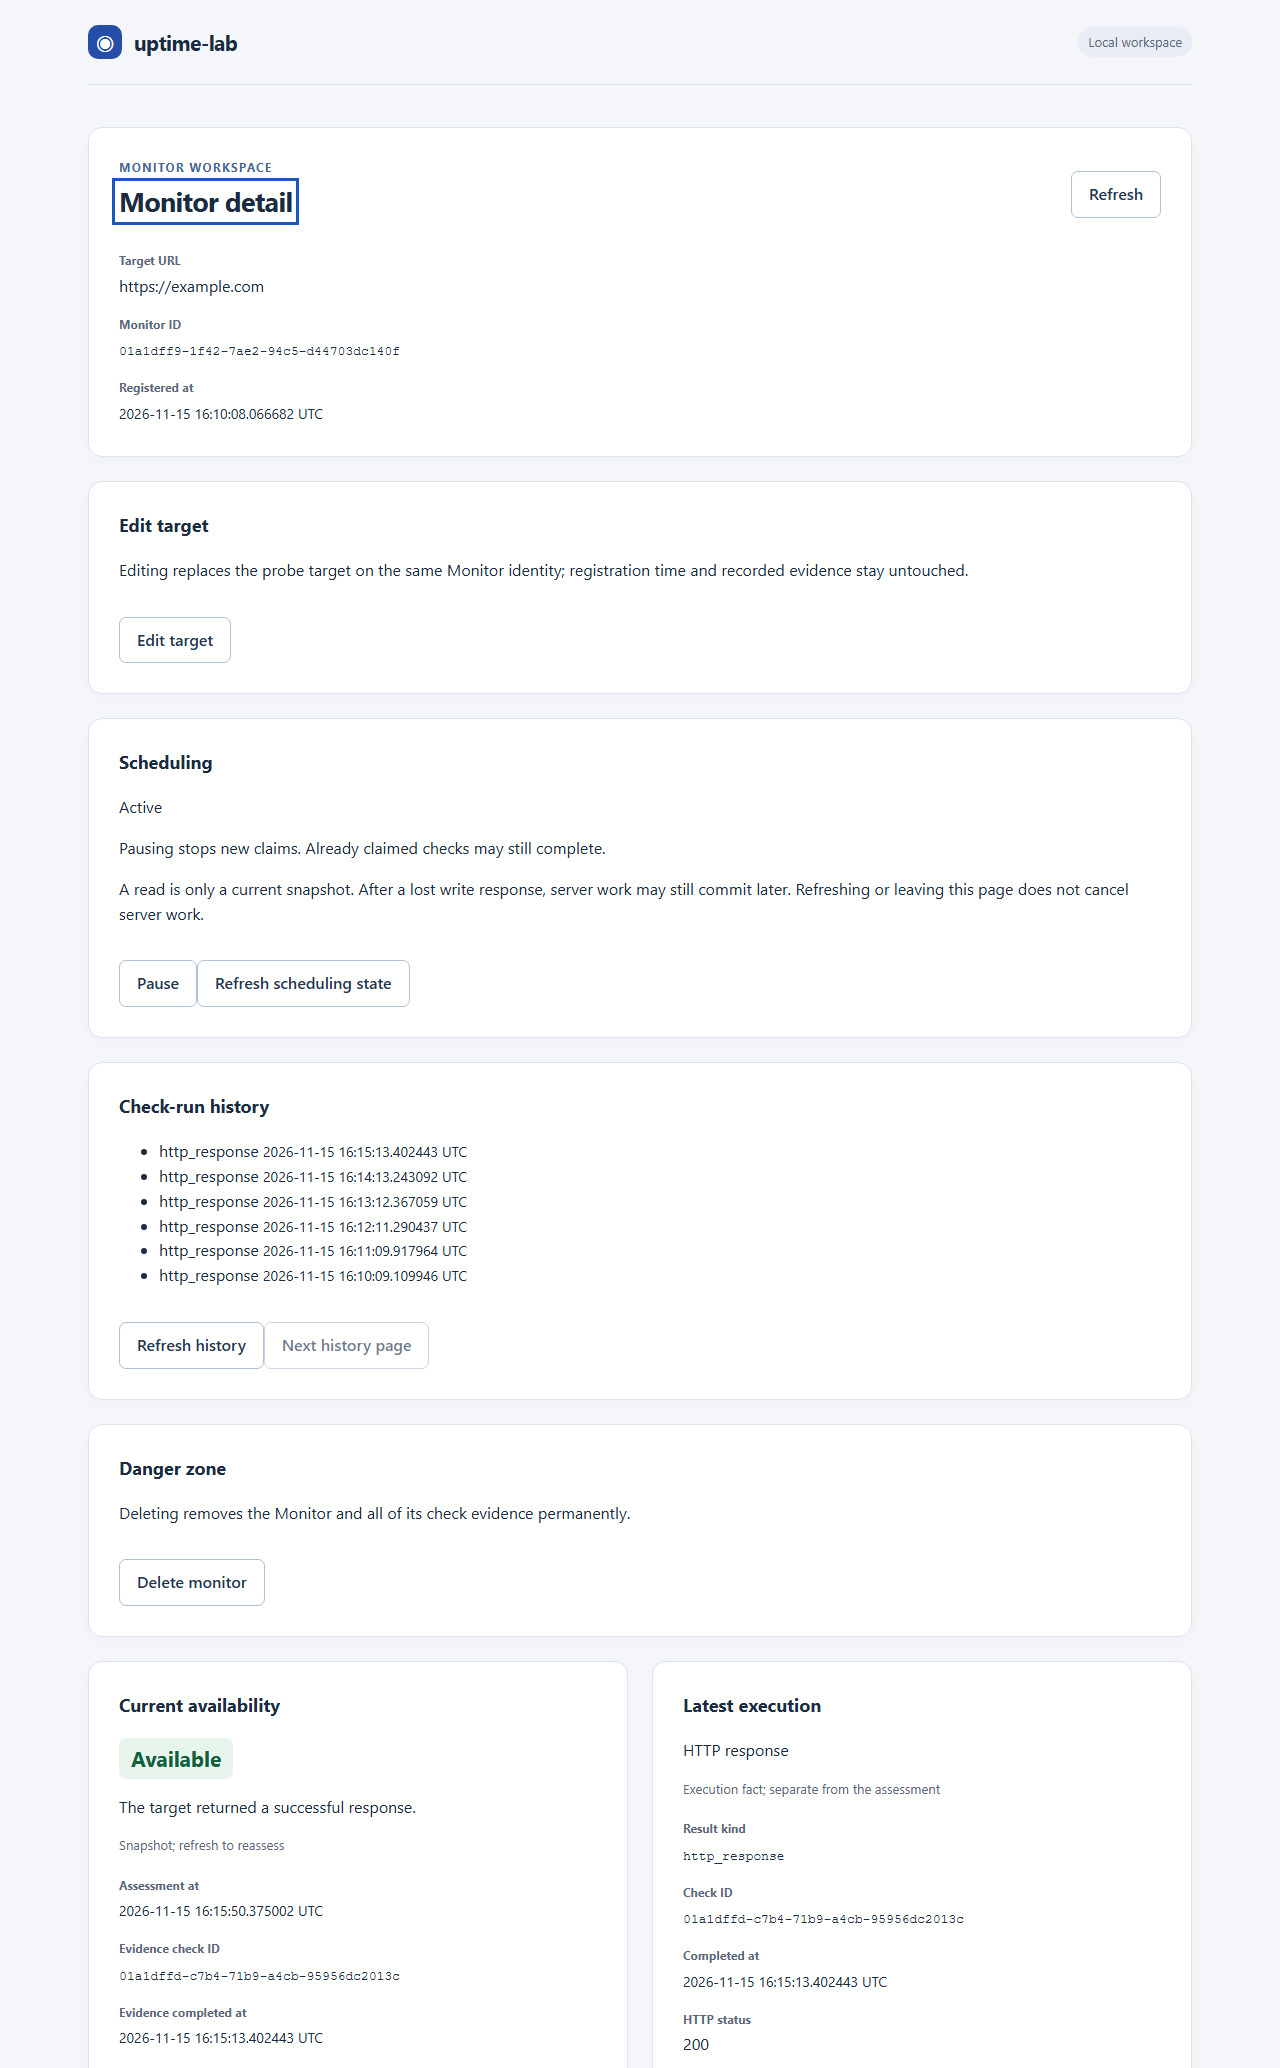 uptime-lab
Local workspace
MONITOR WORKSPACE
Monitor detail
Refresh
Target URL
https://example.com
Monitor ID
01a1dff9-1f42-7ae2-94c5-d44703dc140f
Registered at
2026-11-15 16:10:08.066682 UTC
Edit target
Editing replaces the probe target on the same Monitor identity; registration time and recorded evidence stay untouched.
Edit target
Scheduling
Active
Pausing stops new claims. Already claimed checks may still complete.
A read is only a current snapshot. After a lost write response, server work may still commit later. Refreshing or leaving this page does not cancel
server work.
Pause
Refresh scheduling state
Check-run history
http_response 2026-11-15 16:15:13.402443 UTC
http_response 2026-11-15 16:14:13.243092 UTC
http_response 2026-11-15 16:13:12.367059 UTC
http_response 2026-11-15 16:12:11.290437 UTC
http_response 2026-11-15 16:11:09.917964 UTC
http_response 2026-11-15 16:10:09.109946 UTC
Refresh history
Next history page
Danger zone
Deleting removes the Monitor and all of its check evidence permanently.
Delete monitor
Current availability
Available
The target returned a successful response.
Snapshot; refresh to reassess
Assessment at
2026-11-15 16:15:50.375002 UTC
Evidence check ID
01a1dffd-c7b4-71b9-a4cb-95956dc2013c
Evidence completed at
2026-11-15 16:15:13.402443 UTC
Latest execution
HTTP response
Execution fact; separate from the assessment
Result kind
http_response
Check ID
01a1dffd-c7b4-71b9-a4cb-95956dc2013c
Completed at
2026-11-15 16:15:13.402443 UTC
HTTP status
200